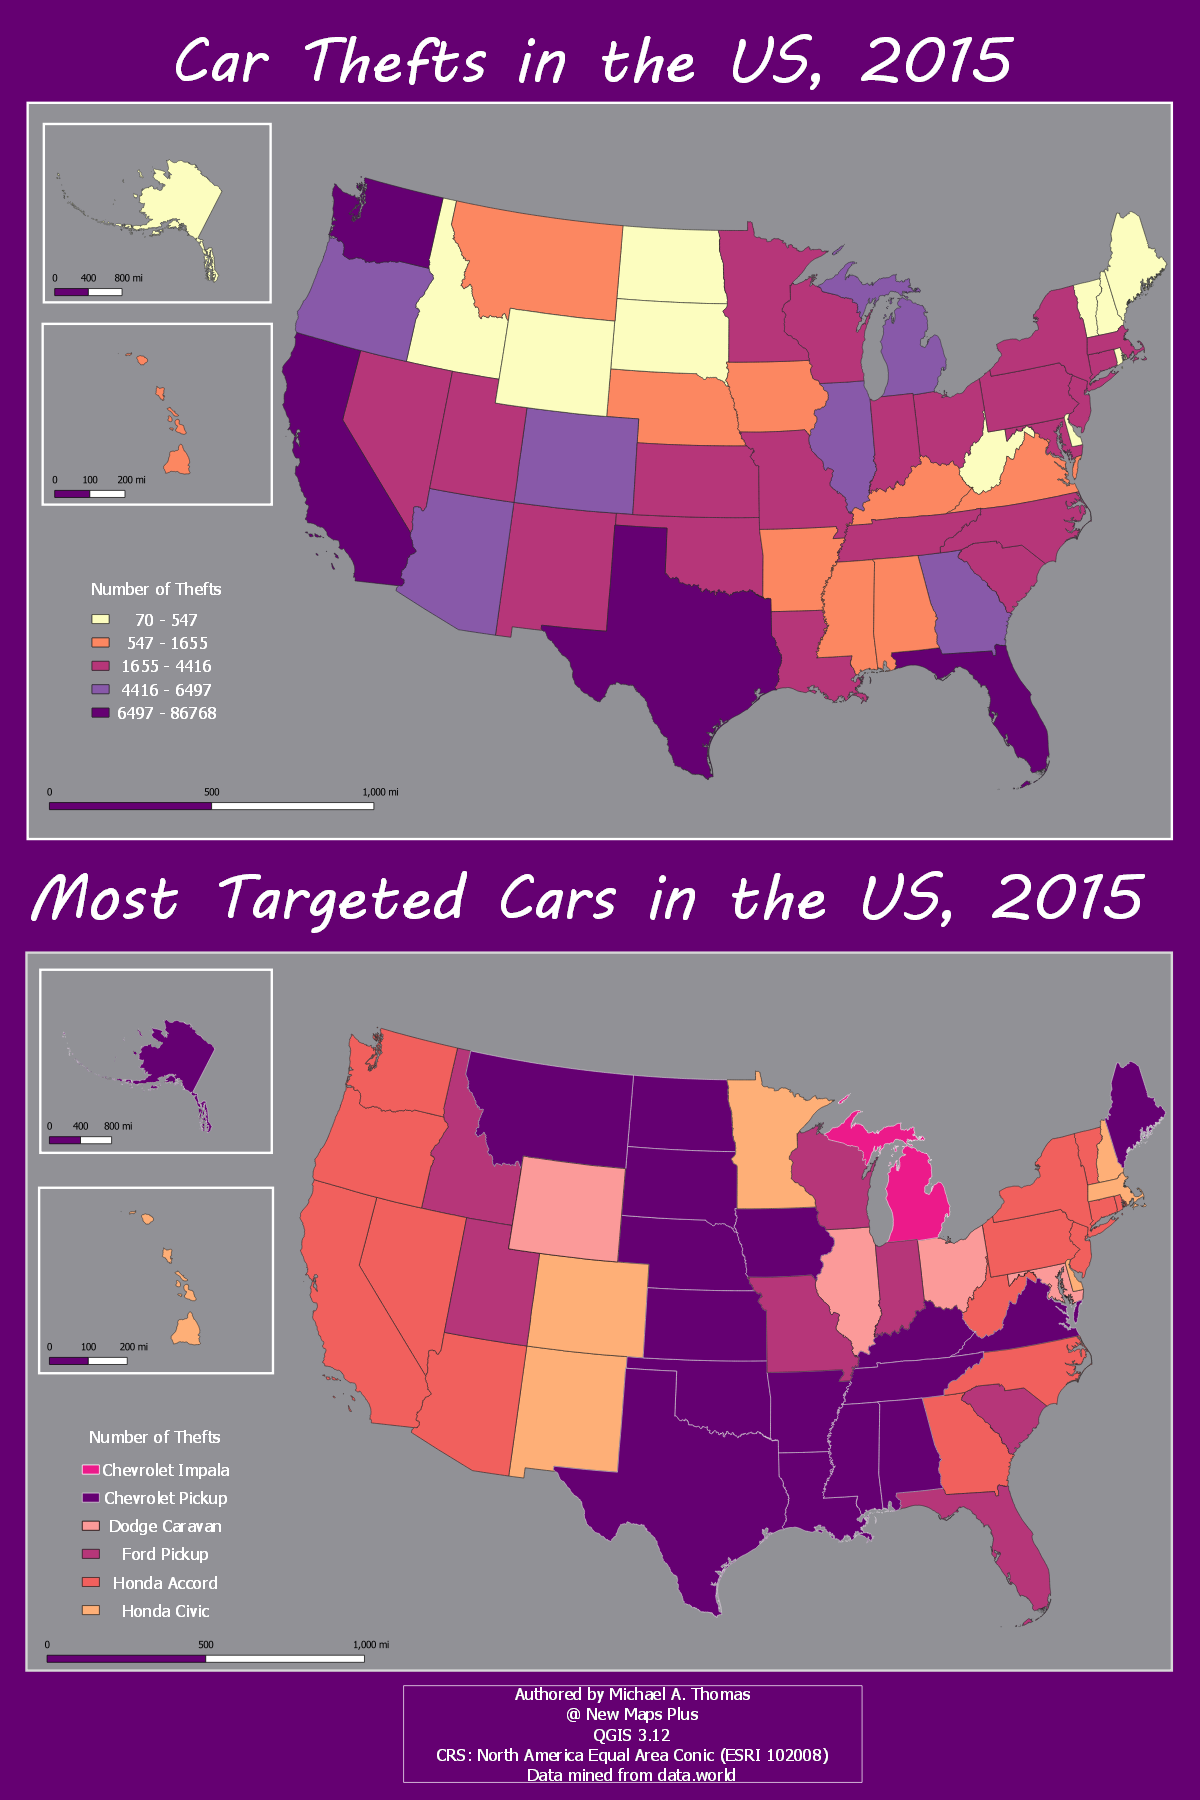 Car Thefts in the US, 2015
0 400 800 mi
0 100 200 mi
Number of Thefts
70 - 547
547 - 1655
1655 - 4416
4416 - 6497
6497 - 86768
0 500 1,000 mi
Most Targeted Cars in the US, 2015
0 400 800 mi
0 100 200 mi
Number of Thefts
Chevrolet Impala
Chevrolet Pickup
Dodge Caravan
Ford Pickup
Honda Accord
Honda Civic
0 500 1,000 mi
Authored by Michael A. Thomas
@ New Maps Plus
QGIS 3.12
CRS: North America Equal Area Conic (ESRI 102008)
Data mined from data.world